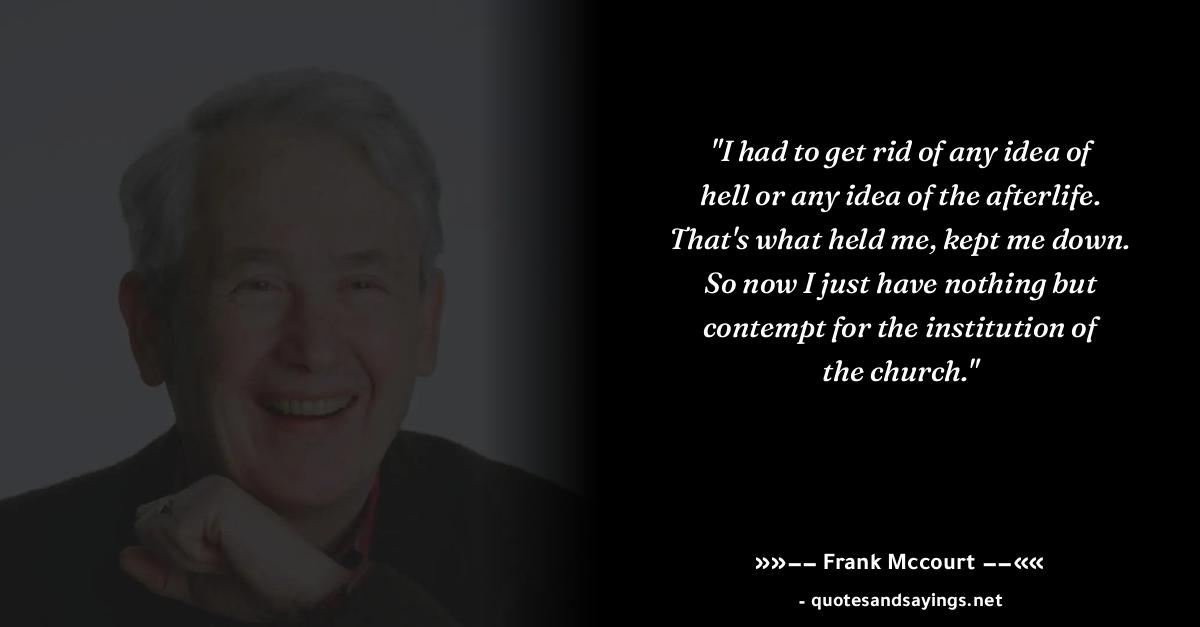 "I had to get rid of any idea of
hell or any idea of the afterlife.
That's what held me, kept me down.
So now I just have nothing but
contempt for the institution of
the church."
»»−− Frank Mccourt −−««
- quotesandsayings.net